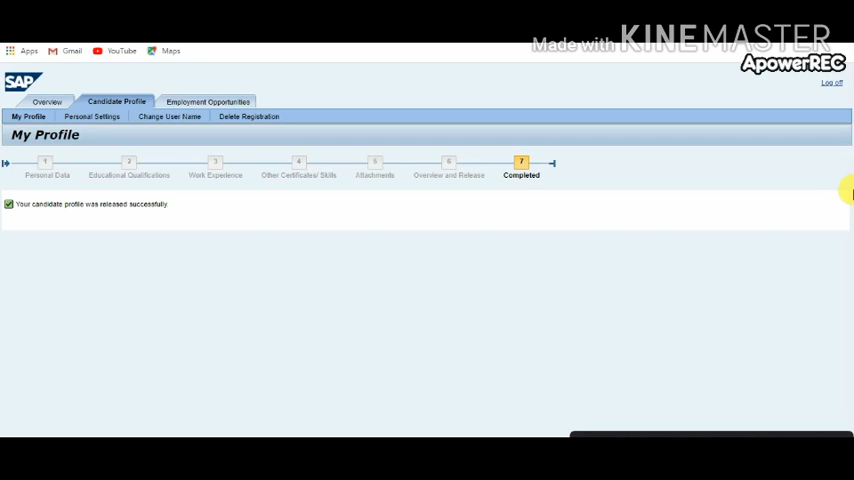 Made with KINEMASTER
Apps Gmail YouTube Maps
ApowerREC
SAP
Log off
Overview Candidate Profile Employment Opportunities
My Profile Personal Settings Change User Name Delete Registration
My Profile
1 2 3 4 5 6 7
Personal Data Educational Qualifications Work Experience Other Certificates/ Skills Attachments Overview and Release Completed
Your candidate profile was released successfully